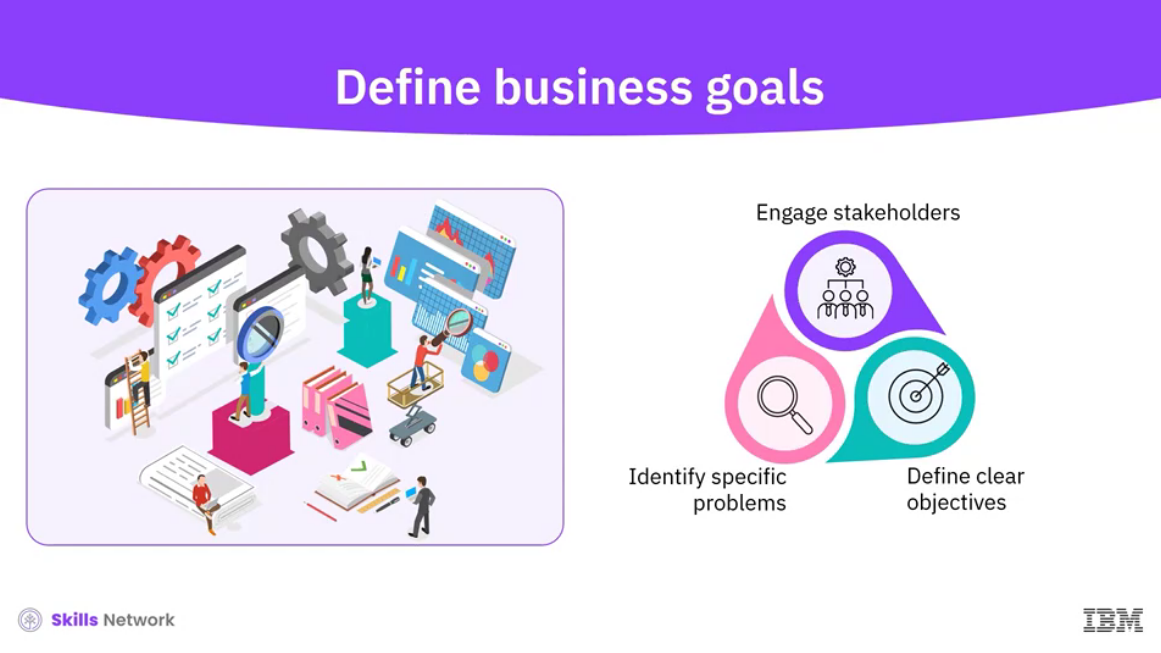 Define business goals
Engage stakeholders
Identify specific
problems
Define clear
objectives
Skills Network
IBM